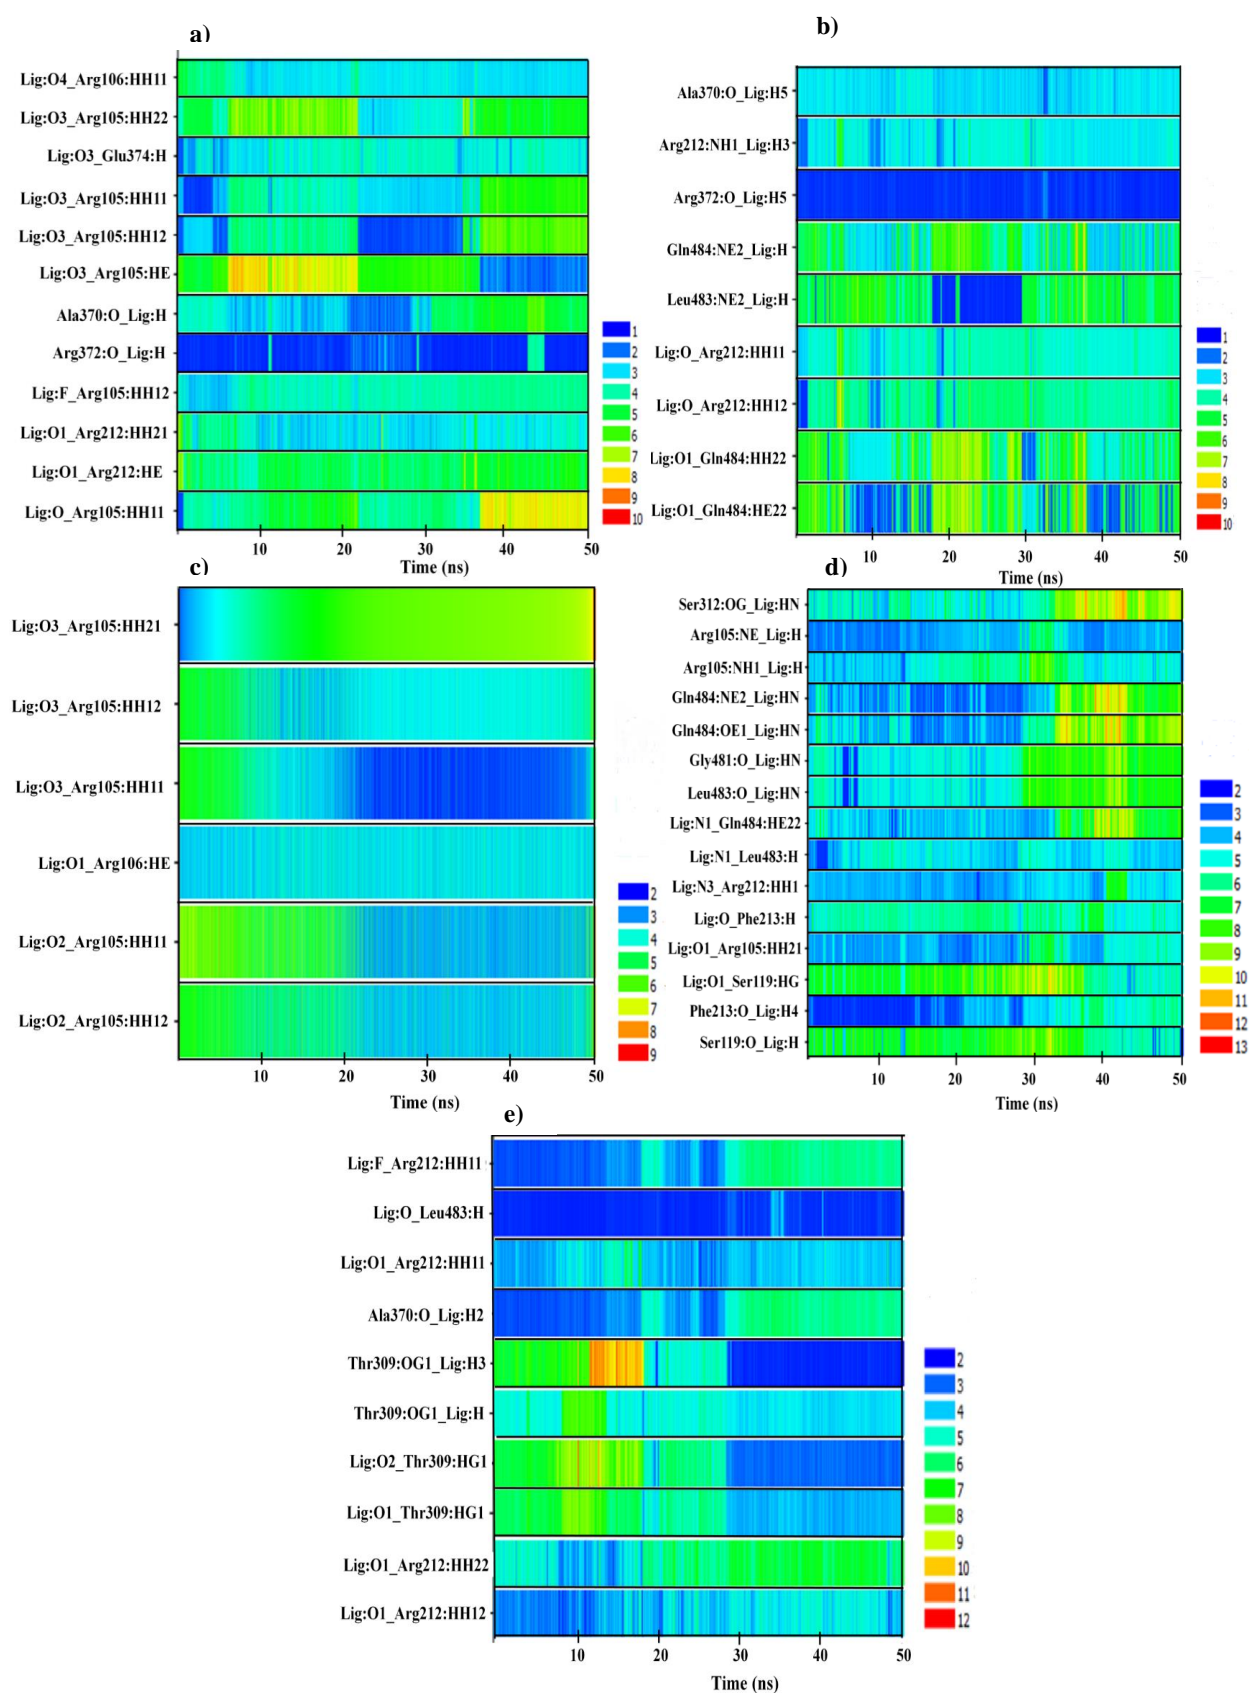 a)
Lig:O4_Arg106:HH11
Lig:O3_Arg105:HH22
Lig:O3_Glu374:H
Lig:O3_Arg105:HH11
Lig:O3_Arg105:HH12
Lig:O3_Arg105:HE
Ala370:O_Lig:H
Arg372:O_Lig:H
Lig:F_Arg105:HH12
Lig:O1_Arg212:HH21
Lig:O1_Arg212:HE
Lig:O_Arg105:HH11
10 20 30 40 50
Time (ns)
1
2
3
4
5
6
7
8
9
10
b)
Ala370:O_Lig:H5
Arg212:NH1_Lig:H3
Arg372:O_Lig:H5
Gln484:NE2_Lig:H
Leu483:NE2_Lig:H
Lig:O_Arg212:HH11
Lig:O_Arg212:HH12
Lig:O1_Gln484:HH22
Lig:O1_Gln484:HE22
10 20 30 40 50
Time (ns)
1
2
3
4
5
6
7
8
9
10
c)
Lig:O3_Arg105:HH21
Lig:O3_Arg105:HH12
Lig:O3_Arg105:HH11
Lig:O1_Arg106:HE
Lig:O2_Arg105:HH11
Lig:O2_Arg105:HH12
10 20 30 40 50
Time (ns)
2
3
4
5
6
7
8
9
d)
Ser312:OG_Lig:HN
Arg105:NE_Lig:H
Arg105:NH1_Lig:H
Gln484:NE2_Lig:HN
Gln484:OE1_Lig:HN
Gly481:O_Lig:HN
Leu483:O_Lig:HN
Lig:N1_Gln484:HE22
Lig:N1_Leu483:H
Lig:N3_Arg212:HH1
Lig:O_Phe213:H
Lig:O1_Arg105:HH21
Lig:O1_Ser119:HG
Phe213:O_Lig:H4
Ser119:O_Lig:H
10 20 30 40 50
Time (ns)
2
3
4
5
6
7
8
9
10
11
12
13
e)
Lig:F_Arg212:HH11
Lig:O_Leu483:H
Lig:O1_Arg212:HH11
Ala370:O_Lig:H2
Thr309:OG1_Lig:H3
Thr309:OG1_Lig:H
Lig:O2_Thr309:HG1
Lig:O1_Thr309:HG1
Lig:O1_Arg212:HH22
Lig:O1_Arg212:HH12
10 20 30 40 50
Time (ns)
2
3
4
5
6
7
8
9
10
11
12